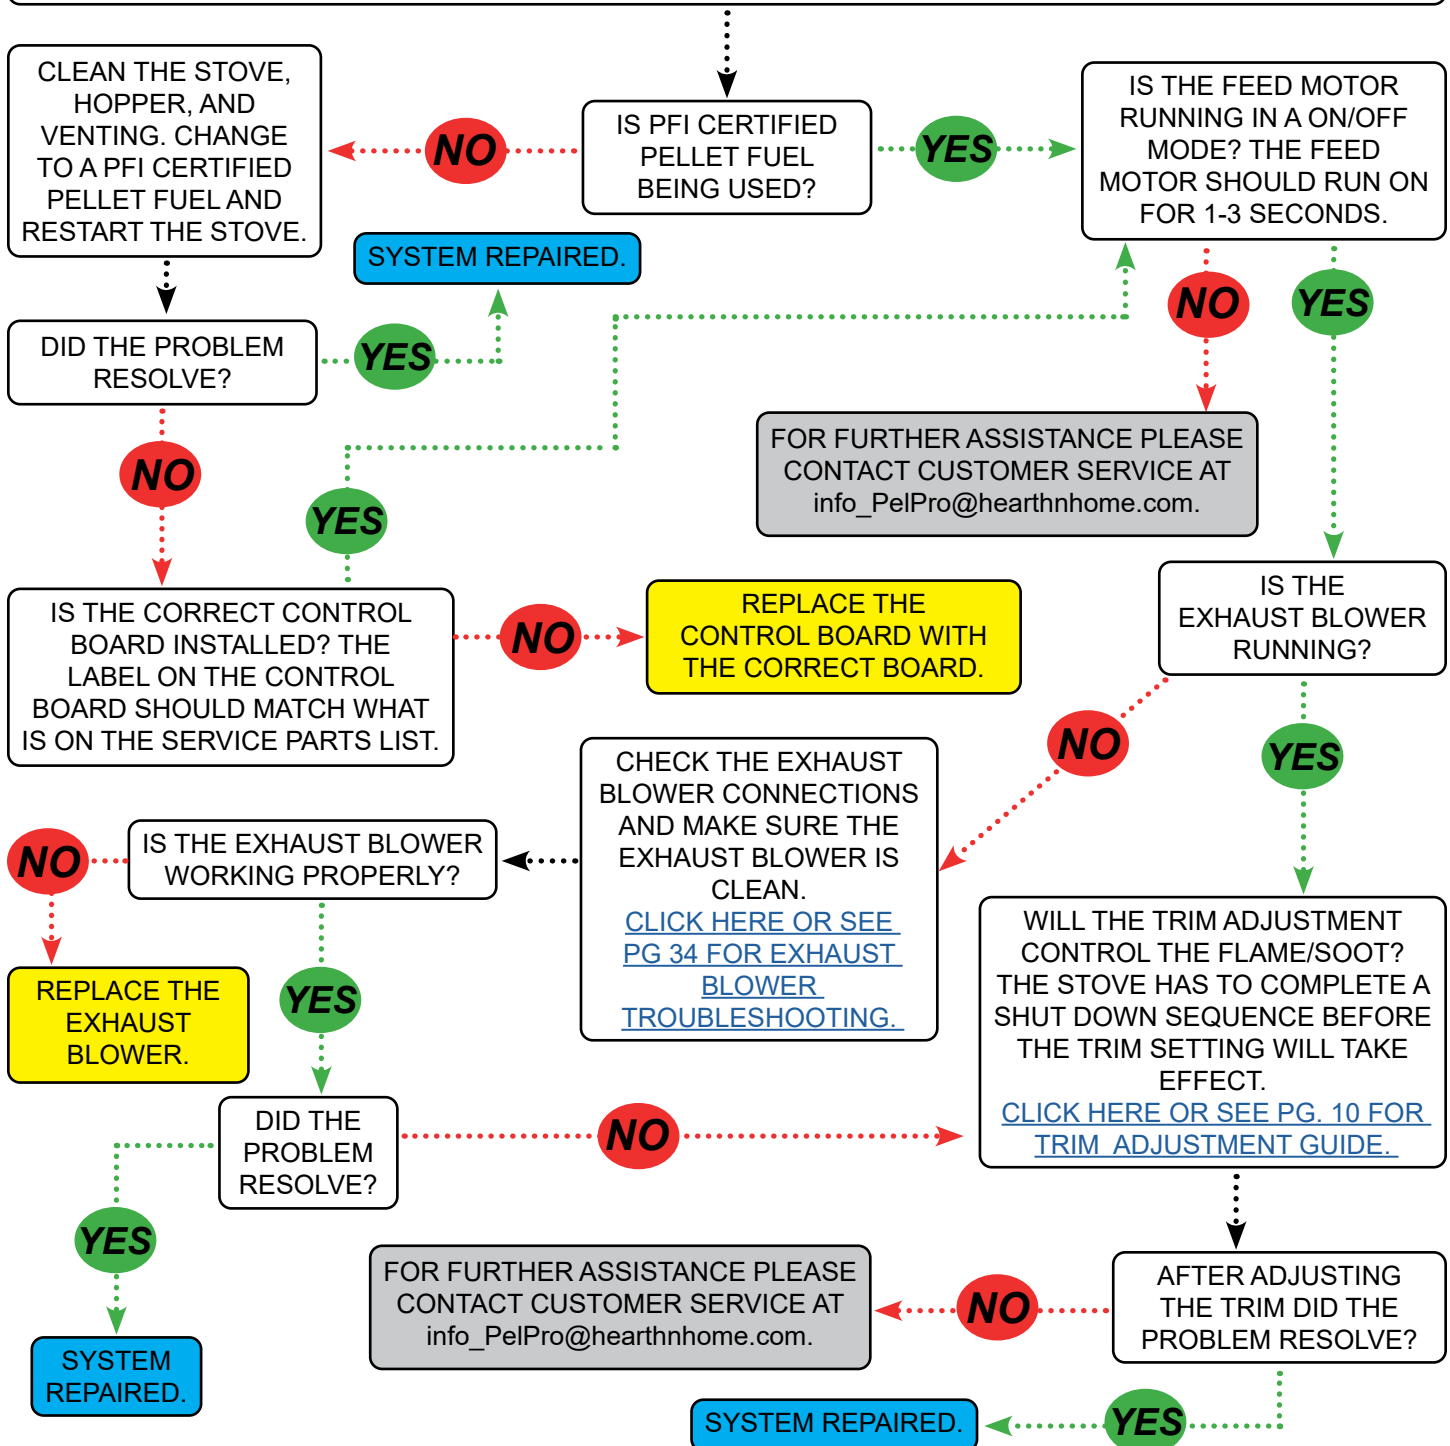 CLEAN THE STOVE,
HOPPER, AND
VENTING. CHANGE
TO A PFI CERTIFIED
PELLET FUEL AND
RESTART THE STOVE.
NO
IS PFI CERTIFIED
PELLET FUEL
BEING USED?
YES
IS THE FEED MOTOR
RUNNING IN A ON/OFF
MODE? THE FEED
MOTOR SHOULD RUN ON
FOR 1-3 SECONDS.
SYSTEM REPAIRED.
NO
YES
DID THE PROBLEM
RESOLVE?
YES
FOR FURTHER ASSISTANCE PLEASE
CONTACT CUSTOMER SERVICE AT
info_PelPro@hearthnhome.com.
NO
YES
IS THE CORRECT CONTROL
BOARD INSTALLED? THE
LABEL ON THE CONTROL
BOARD SHOULD MATCH WHAT
IS ON THE SERVICE PARTS LIST.
NO
REPLACE THE
CONTROL BOARD WITH
THE CORRECT BOARD.
IS THE
EXHAUST BLOWER
RUNNING?
NO
YES
CHECK THE EXHAUST
BLOWER CONNECTIONS
AND MAKE SURE THE
EXHAUST BLOWER IS
CLEAN.
CLICK HERE OR SEE
PG 34 FOR EXHAUST
BLOWER
TROUBLESHOOTING.
IS THE EXHAUST BLOWER
WORKING PROPERLY?
NO
REPLACE THE
EXHAUST
BLOWER.
YES
WILL THE TRIM ADJUSTMENT
CONTROL THE FLAME/SOOT?
THE STOVE HAS TO COMPLETE A
SHUT DOWN SEQUENCE BEFORE
THE TRIM SETTING WILL TAKE
EFFECT.
CLICK HERE OR SEE PG. 10 FOR
TRIM ADJUSTMENT GUIDE.
DID THE
PROBLEM
RESOLVE?
NO
YES
SYSTEM
REPAIRED.
FOR FURTHER ASSISTANCE PLEASE
CONTACT CUSTOMER SERVICE AT
info_PelPro@hearthnhome.com.
NO
AFTER ADJUSTING
THE TRIM DID THE
PROBLEM RESOLVE?
SYSTEM REPAIRED.
YES